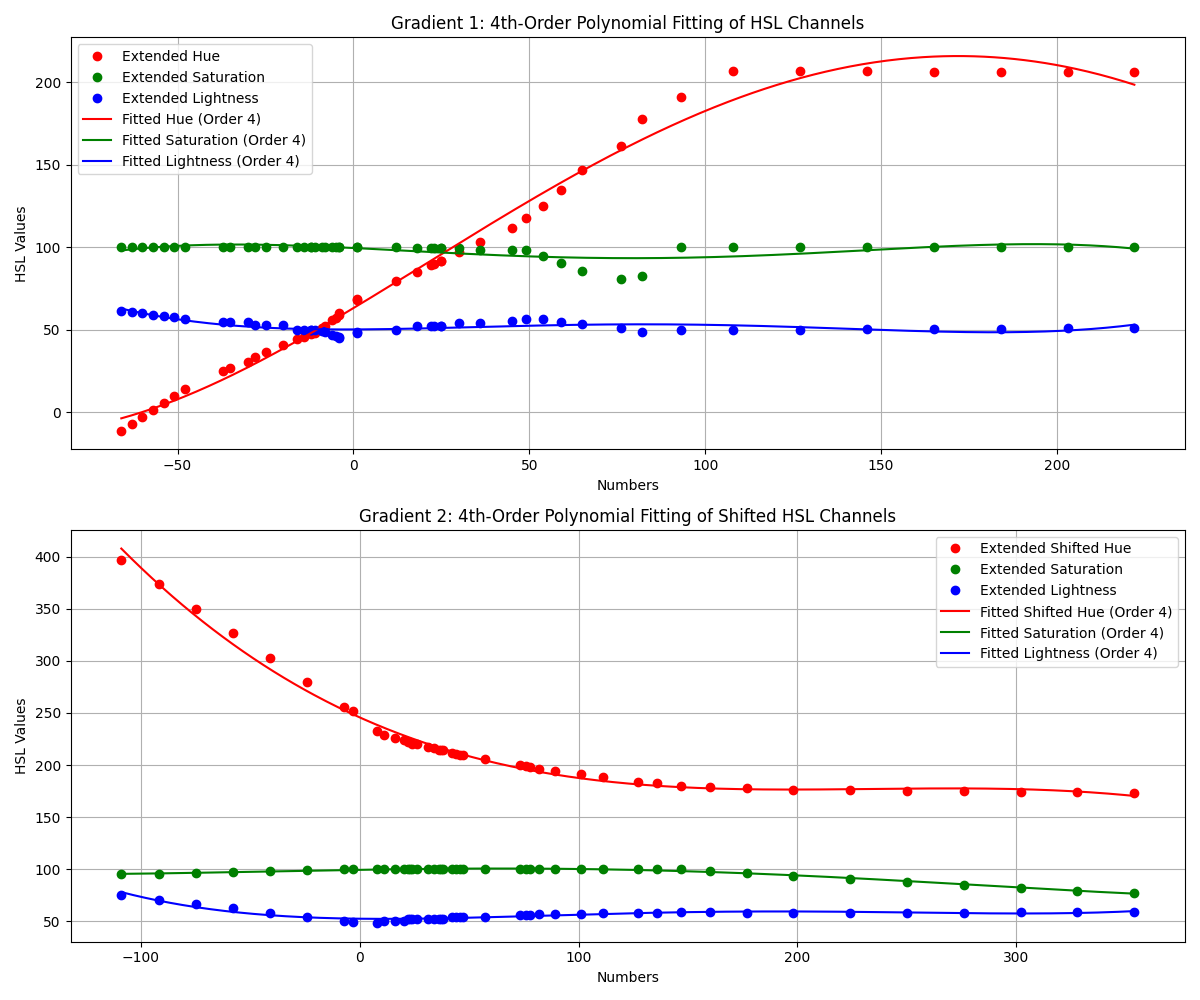 Gradient 1: 4th-Order Polynomial Fitting of HSL Channels
Extended Hue
Extended Saturation
Extended Lightness
Fitted Hue (Order 4)
Fitted Saturation (Order 4)
Fitted Lightness (Order 4)
HSL Values
200
150
100
50
0
−50
0
50
100
150
200
Numbers
Gradient 2: 4th-Order Polynomial Fitting of Shifted HSL Channels
Extended Shifted Hue
Extended Saturation
Extended Lightness
Fitted Shifted Hue (Order 4)
Fitted Saturation (Order 4)
Fitted Lightness (Order 4)
HSL Values
400
350
300
250
200
150
100
50
−100
0
100
200
300
Numbers